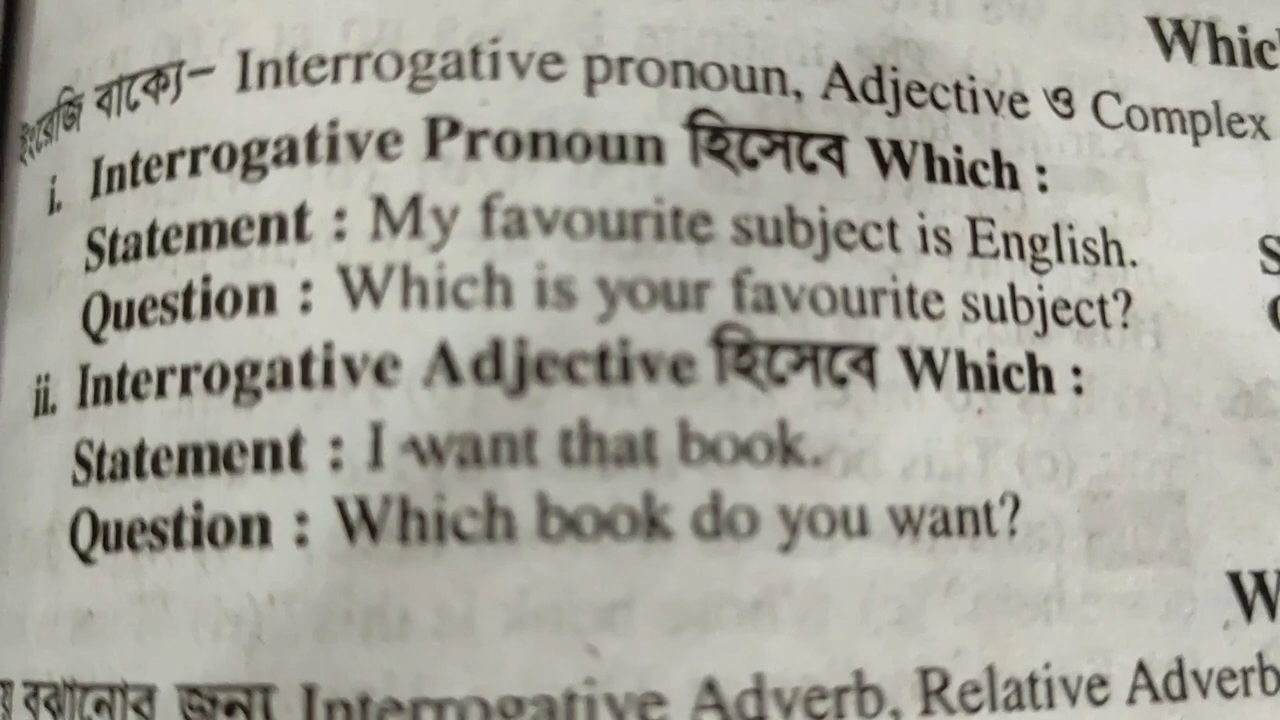 Whic
ইংরেজি বাক্যে– Interrogative pronoun, Adjective ও Complex
i. Interrogative Pronoun হিসেবে Which :
Statement : My favourite subject is English.
Question : Which is your favourite subject?
ii. Interrogative Adjective হিসেবে Which :
Statement : I want that book.
Question : Which book do you want?
W
বুঝানোর জন্য Interrogative Adverb, Relative Adverb